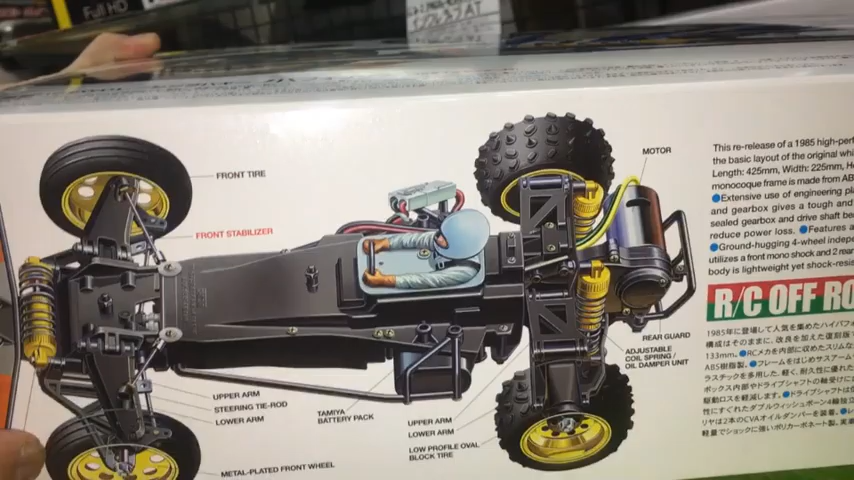 Full HD
FRONT TIRE
FRONT STABILIZER
MOTOR
REAR GUARD
ADJUSTABLE
COIL SPRING /
OIL DAMPER UNIT
UPPER ARM
STEERING TIE-ROD
LOWER ARM
TAMIYA
BATTERY PACK
UPPER ARM
LOWER ARM
LOW PROFILE OVAL
BLOCK TIRE
METAL-PLATED FRONT WHEEL
This re-release of a 1985 high-perf
the basic layout of the original wh
Length: 425mm, Width: 225mm, He
monocoque frame is made from AB
●Extensive use of engineering pl
and gearbox gives a tough and
sealed gearbox and drive shaft be
reduce power loss. ●Features a
●Ground-hugging 4-wheel indepe
utilizes a front mono shock and 2 rear
body is lightweight yet shock-resis
R/C OFF RO
1985年に登場して人気を集めたハイパフォ
構成はそのままに、改良を加えた復刻版
133mm。●RCメカを内部に収めたスリムな
ABS樹脂製。●フレームをはじめサスアーム
ラスチックを多用した、軽く、耐久性に優れた
ボックス内部やドライブシャフトの軸受けに
駆動ロスを軽減します。●ドライブシャフトは
性にすぐれたダブルウィッシュボーン4輪独立
リヤは2本のCVAオイルダンパーを装着。
軽量でショックに強いポリカーボネート製。